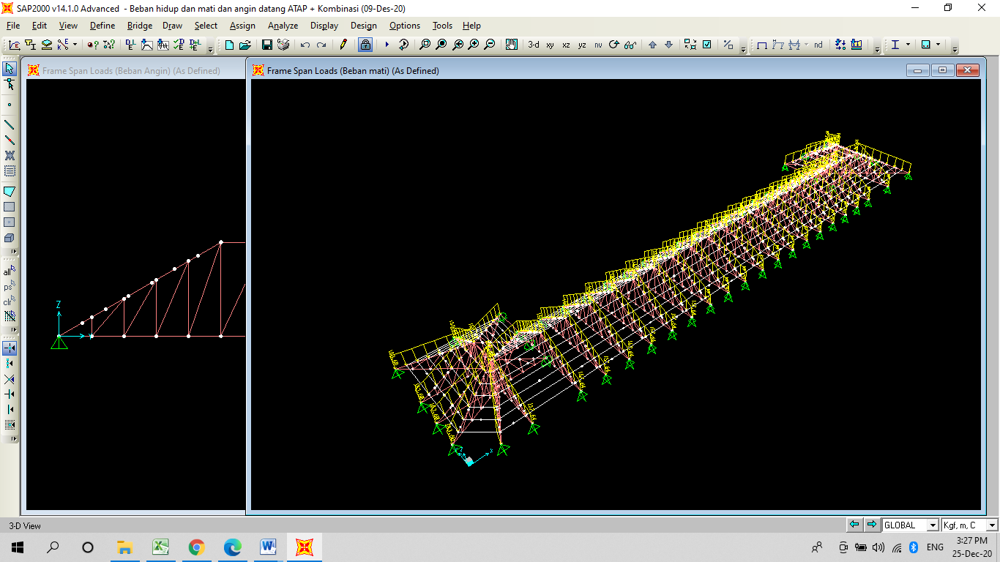 SAP2000 v14.1.0 Advanced - Beban hidup dan mati dan angin datang ATAP + Kombinasi (09-Des-20)
File Edit View Define Bridge Draw Select Assign Analyze Display Design Options Tools Help
3-d xy xz yz nv nd
Frame Span Loads (Beban Angin) (As Defined)
Frame Span Loads (Beban mati) (As Defined)
all
ps
clr
Z
X
3-D View
GLOBAL
Kgf, m, C
ENG
3:27 PM
25-Dec-20